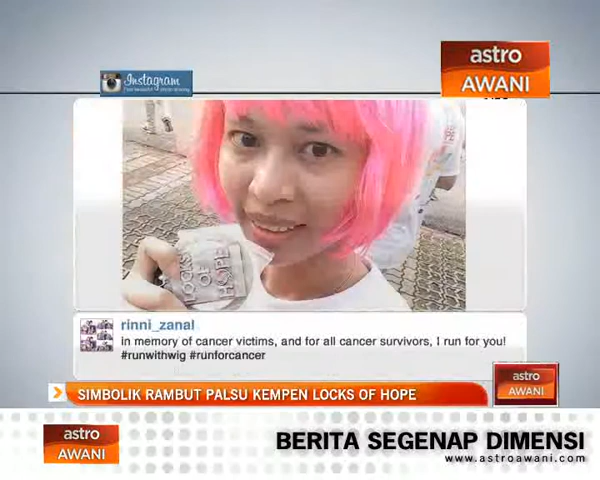 Instagram
astro
AWANI
LOCKS
OF
HOPE
rinni_zanal
in memory of cancer victims, and for all cancer survivors, I run for you!
#runwithwig #runforcancer
SIMBOLIK RAMBUT PALSU KEMPEN LOCKS OF HOPE
astro
AWANI
astro
AWANI
BERITA SEGENAP DIMENSI
www.astroawani.com